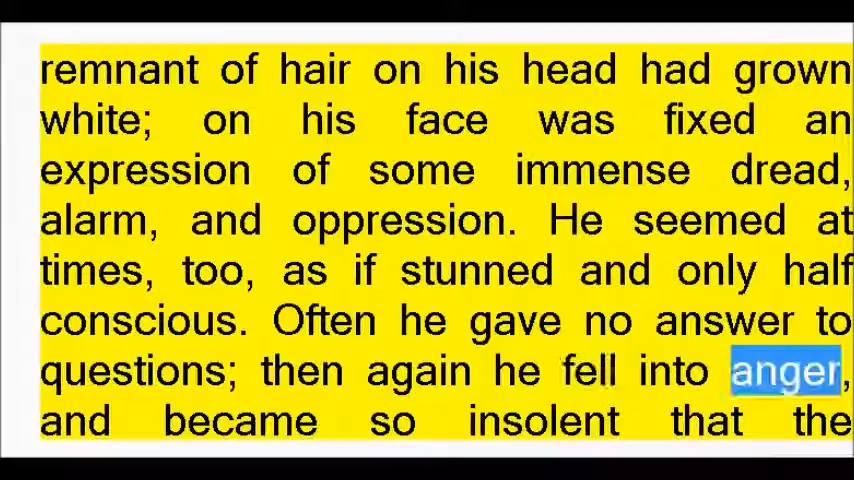 remnant of hair on his head had grown
white; on his face was fixed an
expression of some immense dread,
alarm, and oppression. He seemed at
times, too, as if stunned and only half
conscious. Often he gave no answer to
questions; then again he fell into anger,
and became so insolent that the